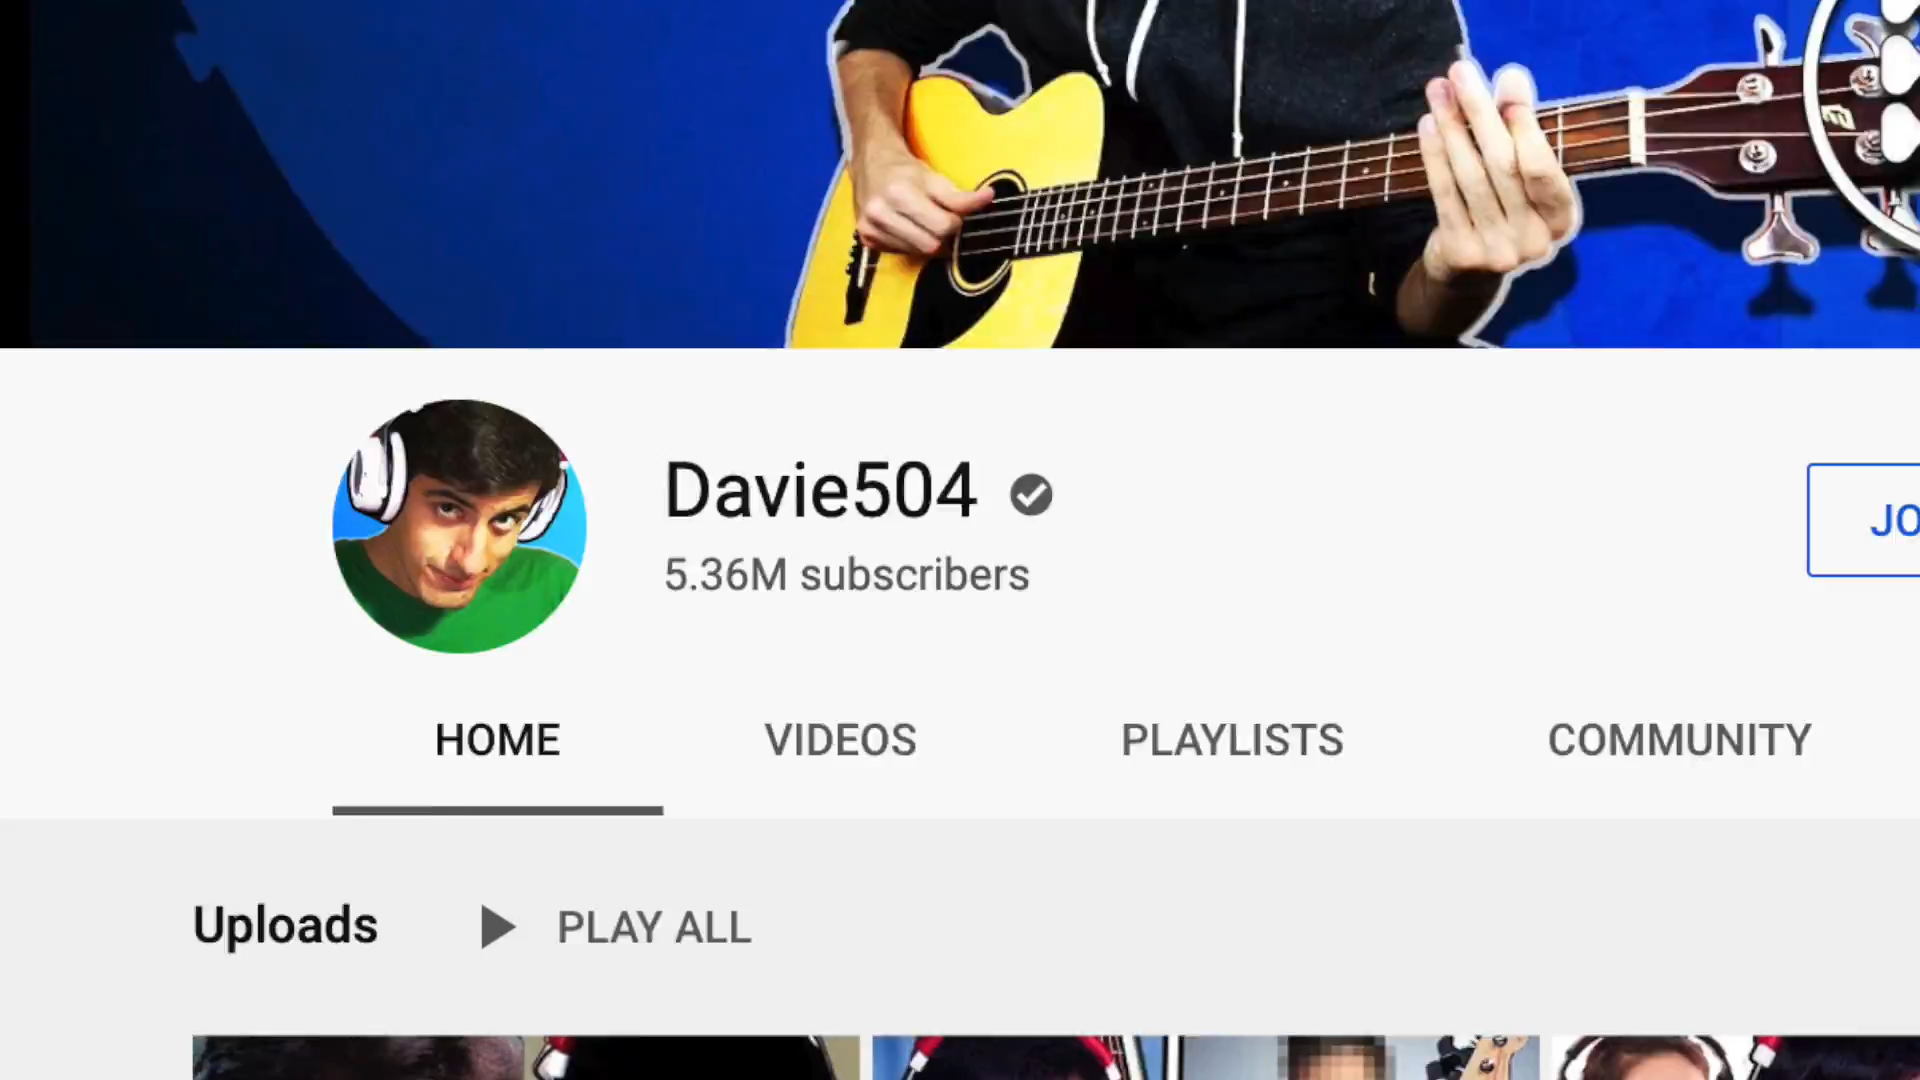 Davie504
5.36M subscribers
HOME
VIDEOS
PLAYLISTS
COMMUNITY
Uploads
PLAY ALL